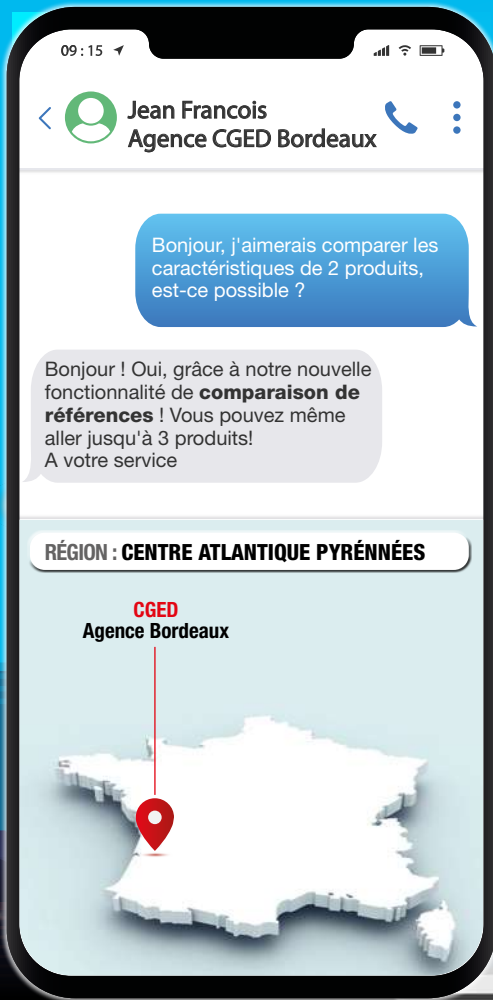 09:15
Jean Francois
Agence CGED Bordeaux
Bonjour, j'aimerais comparer les
caractéristiques de 2 produits,
est-ce possible ?
Bonjour ! Oui, grâce à notre nouvelle
fonctionnalité de comparaison de
références ! Vous pouvez même
aller jusqu'à 3 produits!
A votre service
RÉGION : CENTRE ATLANTIQUE PYRÉNNÉES
CGED
Agence Bordeaux